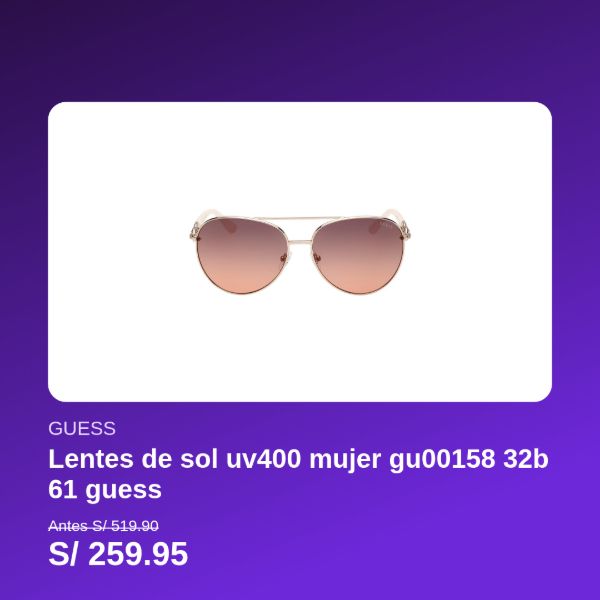 GUESS
Lentes de sol uv400 mujer gu00158 32b
61 guess
Antes S/ 519.90
S/ 259.95